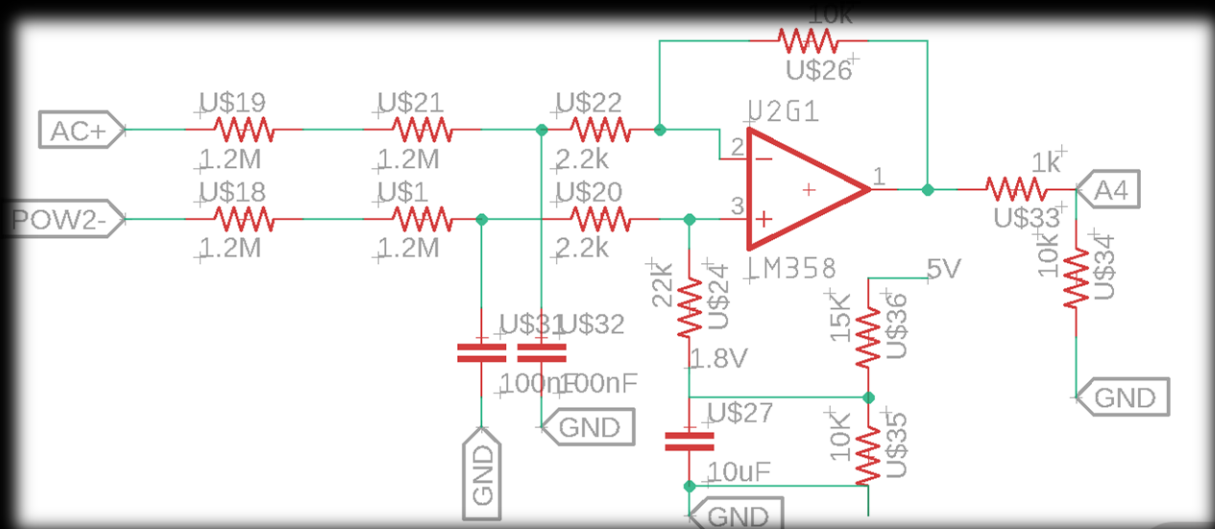 10k
U$26
U$19
U$21
U$22
U2G1
AC+
1.2M
1.2M
2.2k
2
1
1k
A4
U$18
U$1
U$20
3
U$33
POW2-
1.2M
1.2M
2.2k
LM358
5V
10k
U$34
22k
U$24
15K
U$36
U$31
U$32
1.8V
100nF
100nF
GND
U$27
10K
U$35
GND
GND
10uF
GND